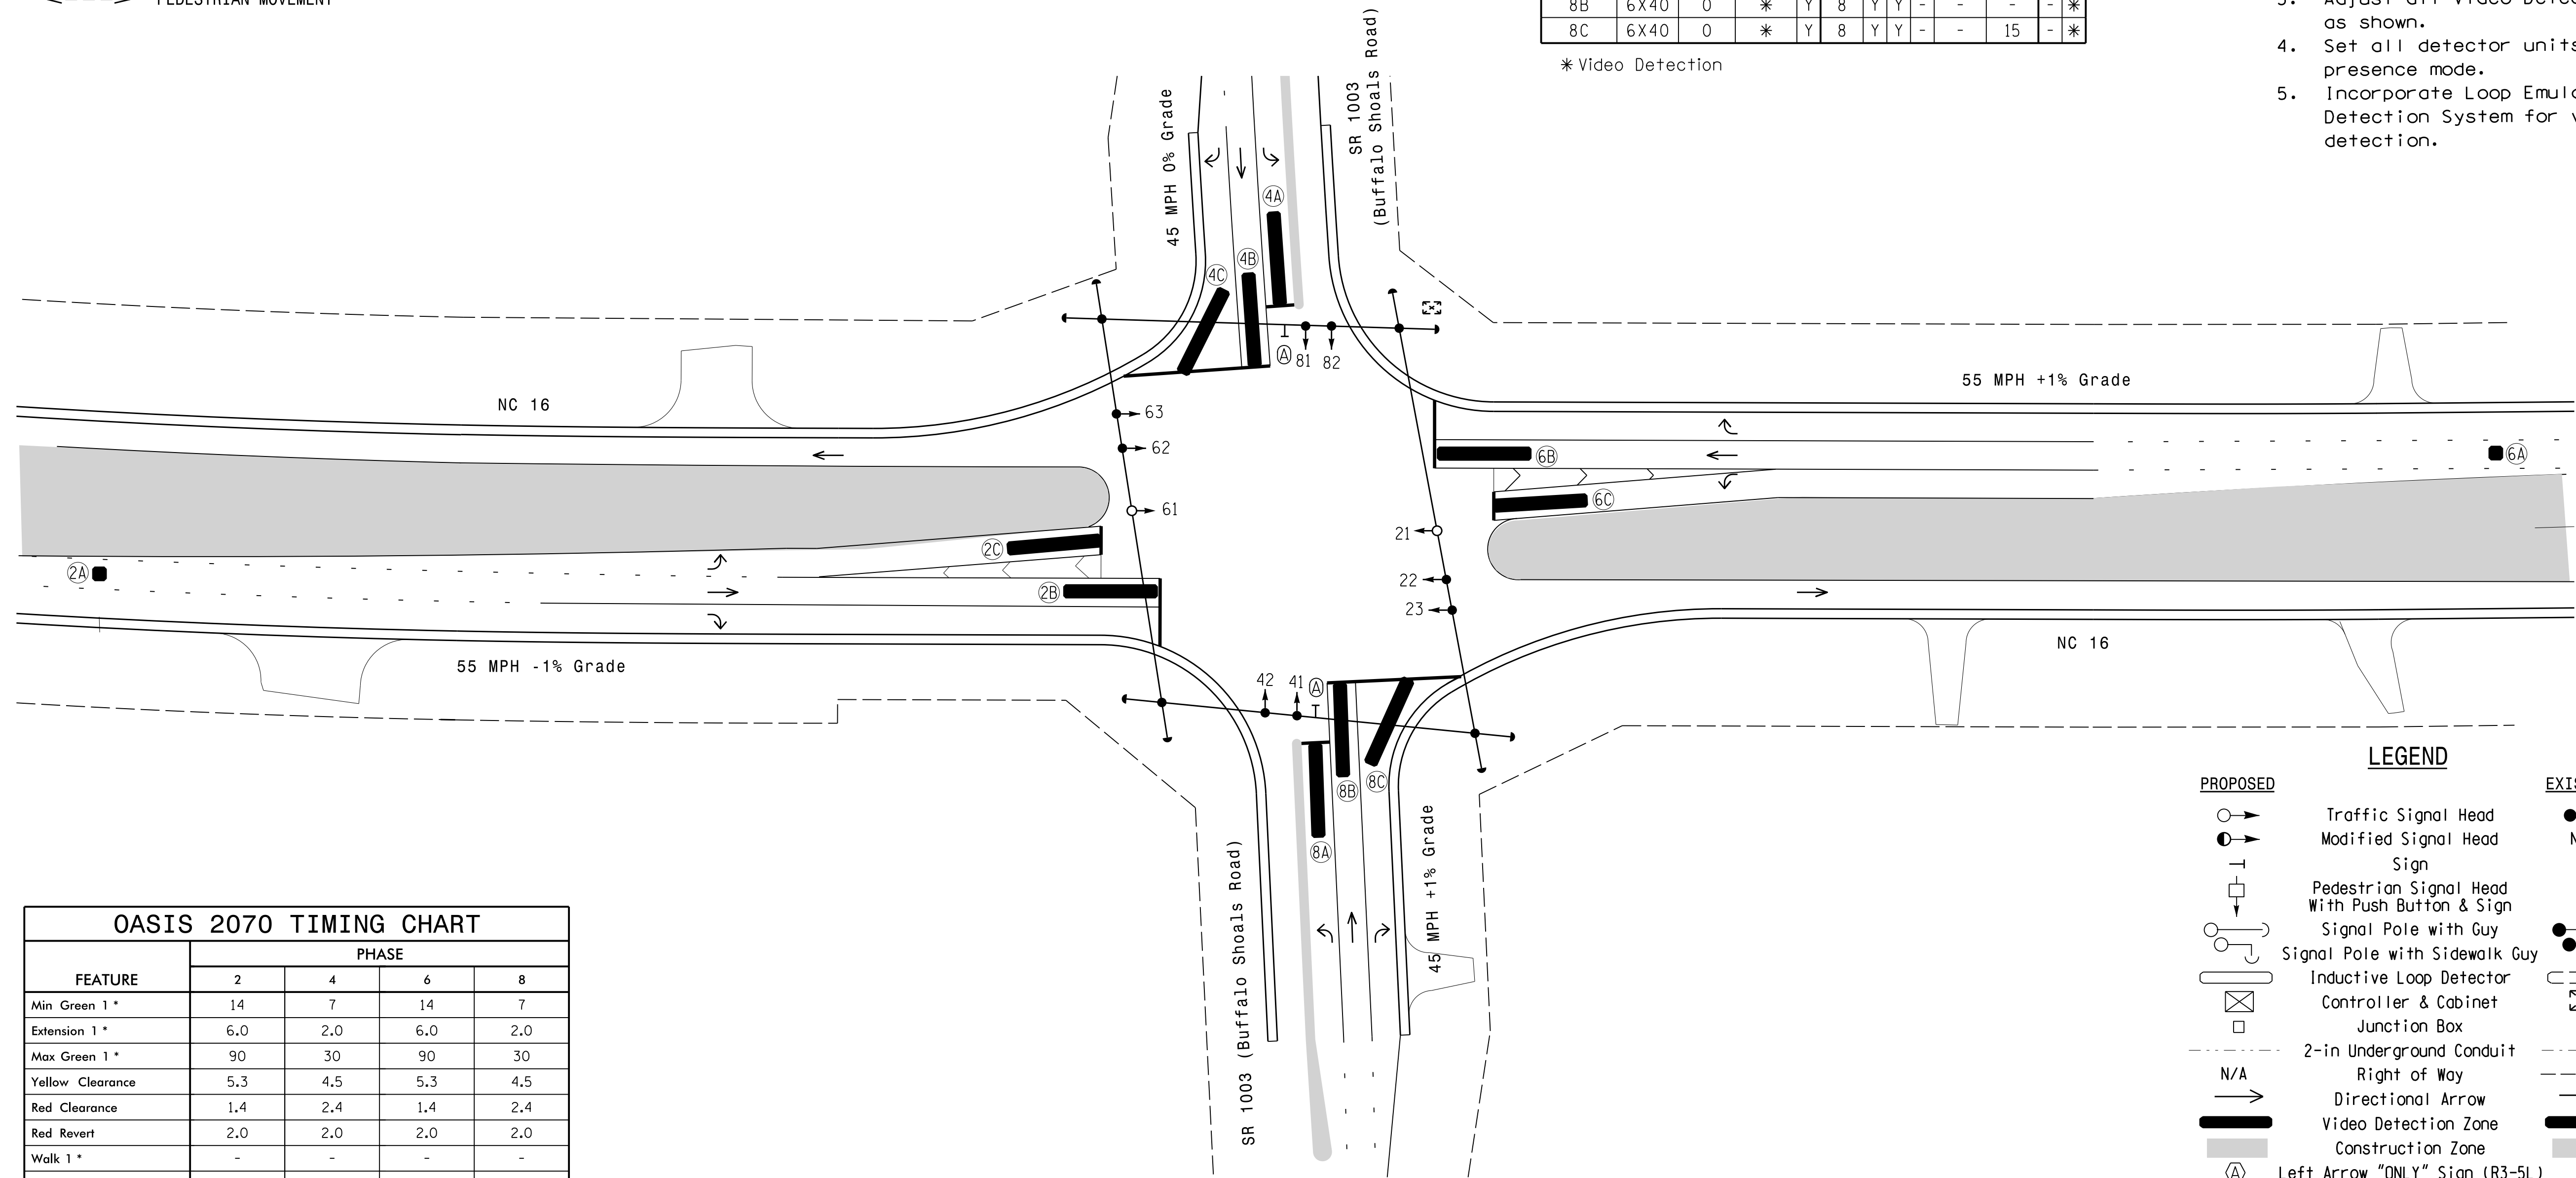 PEDESTRIAN MOVEMENT
8B 6X40 0 * Y 8 Y Y - - - - *
8C 6X40 0 * Y 8 Y Y - - 15 - *
* Video Detection
as shown.
4. Set all detector units
presence mode.
5. Incorporate Loop
Detection System for
detection.
45 MPH 0% Grade
SR 1003
(Buffalo Shoals Road)
4A
4B
4C
A 81 82
63
62
61
NC 16
55 MPH +1% Grade
6B
6A
6C
21
22
23
2C
2A
2B
55 MPH -1% Grade
NC 16
42 41 A
8B 8C
8A
SR 1003 (Buffalo Shoals Road)
45 MPH +1% Grade
OASIS 2070 TIMING CHART
FEATURE
PHASE
2 4 6 8
Min Green 1 * 14 7 14 7
Extension 1 * 6.0 2.0 6.0 2.0
Max Green 1 * 90 30 90 30
Yellow Clearance 5.3 4.5 5.3 4.5
Red Clearance 1.4 2.4 1.4 2.4
Red Revert 2.0 2.0 2.0 2.0
Walk 1 * - - - -
LEGEND
PROPOSED
Traffic Signal Head
Modified Signal Head
Sign
Pedestrian Signal Head
With Push Button & Sign
Signal Pole with Guy
Signal Pole with Sidewalk Guy
Inductive Loop Detector
Controller & Cabinet
Junction Box
2-in Underground Conduit
N/A Right of Way
Directional Arrow
Video Detection Zone
Construction Zone
A Left Arrow "ONLY" Sign (R3-5L)